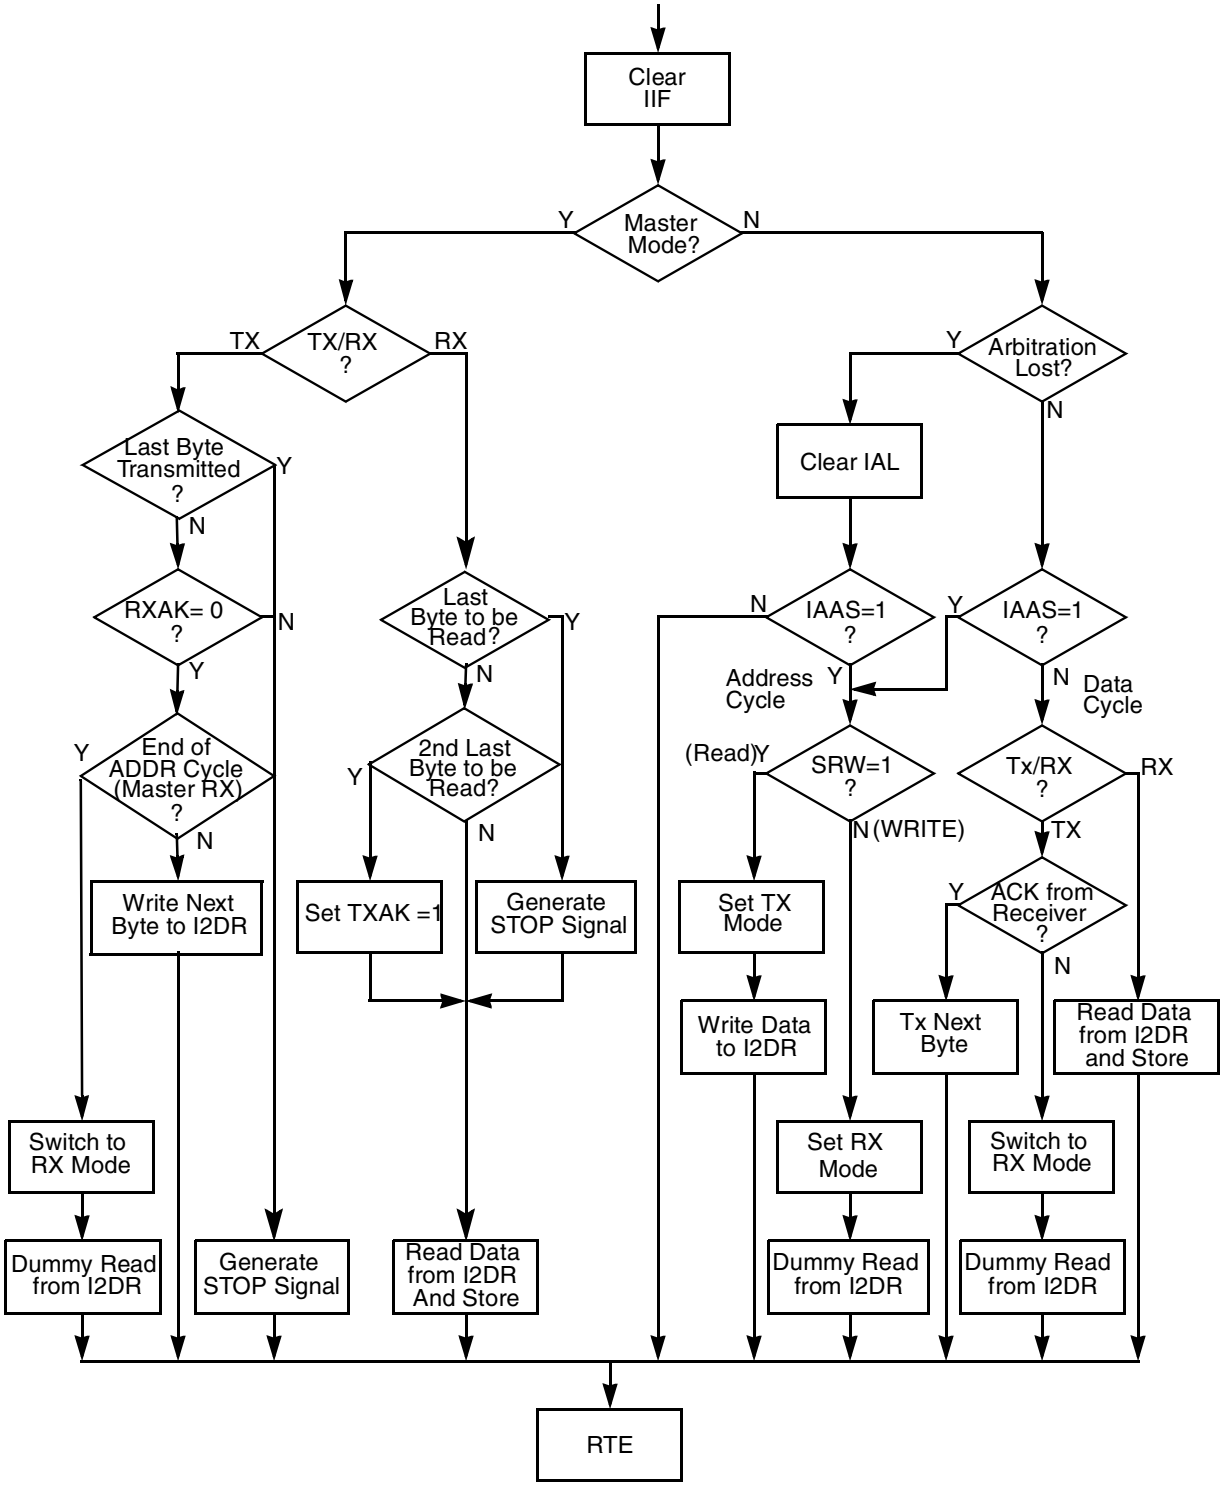 Clear
IIF
Y
Master
Mode?
N
TX
TX/RX
?
RX
Y
Arbitration
Lost?
N
Last Byte
Transmitted
?
Y
N
Clear IAL
RXAK= 0
?
N
Y
Last
Byte to be
Read?
Y
N
N
IAAS=1
?
Y
Address
Cycle
Y
IAAS=1
?
N
Data
Cycle
Y
End of
ADDR Cycle
(Master RX)
?
N
Y
2nd Last
Byte to be
Read?
N
(Read)Y
SRW=1
?
N(WRITE)
Tx/RX
?
RX
TX
Write Next
Byte to I2DR
Set TXAK =1
Generate
STOP Signal
Set TX
Mode
Y
ACK from
Receiver
?
N
Write Data
to I2DR
Tx Next
Byte
Read Data
from I2DR
and Store
Switch to
RX Mode
Set RX
Mode
Switch to
RX Mode
Dummy Read
from I2DR
Generate
STOP Signal
Read Data
from I2DR
And Store
Dummy Read
from I2DR
Dummy Read
from I2DR
RTE